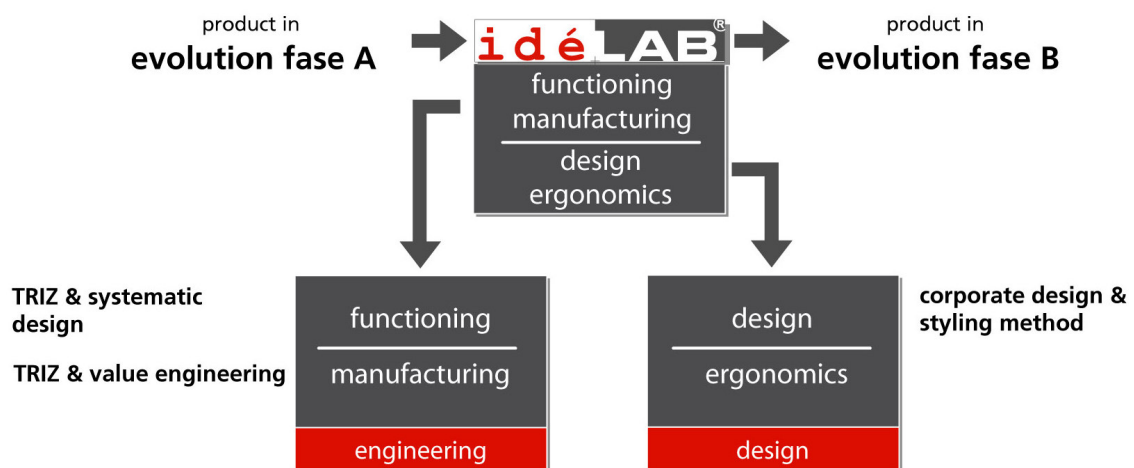 product in
evolution fase A
idéLAB®
product in
evolution fase B
functioning
manufacturing
design
ergonomics
TRIZ & systematic
design
TRIZ & value engineering
functioning
manufacturing
engineering
design
ergonomics
design
corporate design &
styling method